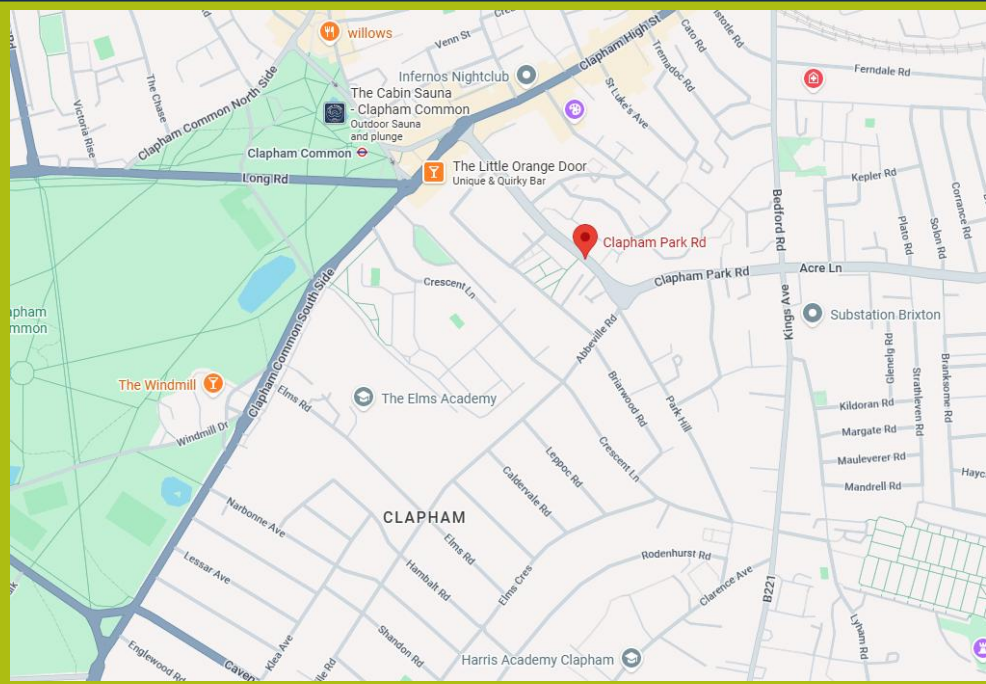 willows
Venn St
Cato Rd
Clapham High St
Tremadoc Rd
Infernos Nightclub
Ferndale Rd
The Chase
Clapham Common North Side
The Cabin Sauna
- Clapham Common
Outdoor Sauna
and plunge
St Luke's Ave
Victoria Rise
Clapham Common
Long Rd
The Little Orange Door
Unique & Quirky Bar
Kepler Rd
Bedford Rd
Plato Rd
Solon Rd
Corrance Rd
Clapham Park Rd
Clapham Park Rd
Acre Ln
Crescent Ln
Clapham Common South Side
Kings Ave
Substation Brixton
Abbeville Rd
Glenelg Rd
Strathleven Rd
Branksome Rd
The Windmill
Elms Rd
The Elms Academy
Briarwood Rd
Park Hill
Kildoran Rd
Windmill Dr
Margate Rd
Crescent Ln
Leppoc Rd
Mauleverer Rd
Caldervale Rd
Mandrell Rd
Narbonne Ave
CLAPHAM
Elms Rd
Rodenhurst Rd
Lessar Ave
Hambalt Rd
Elms Cres
Clarence Ave
B221
Lyham Rd
Shandon Rd
Klea Ave
Englewood Rd
Harris Academy Clapham